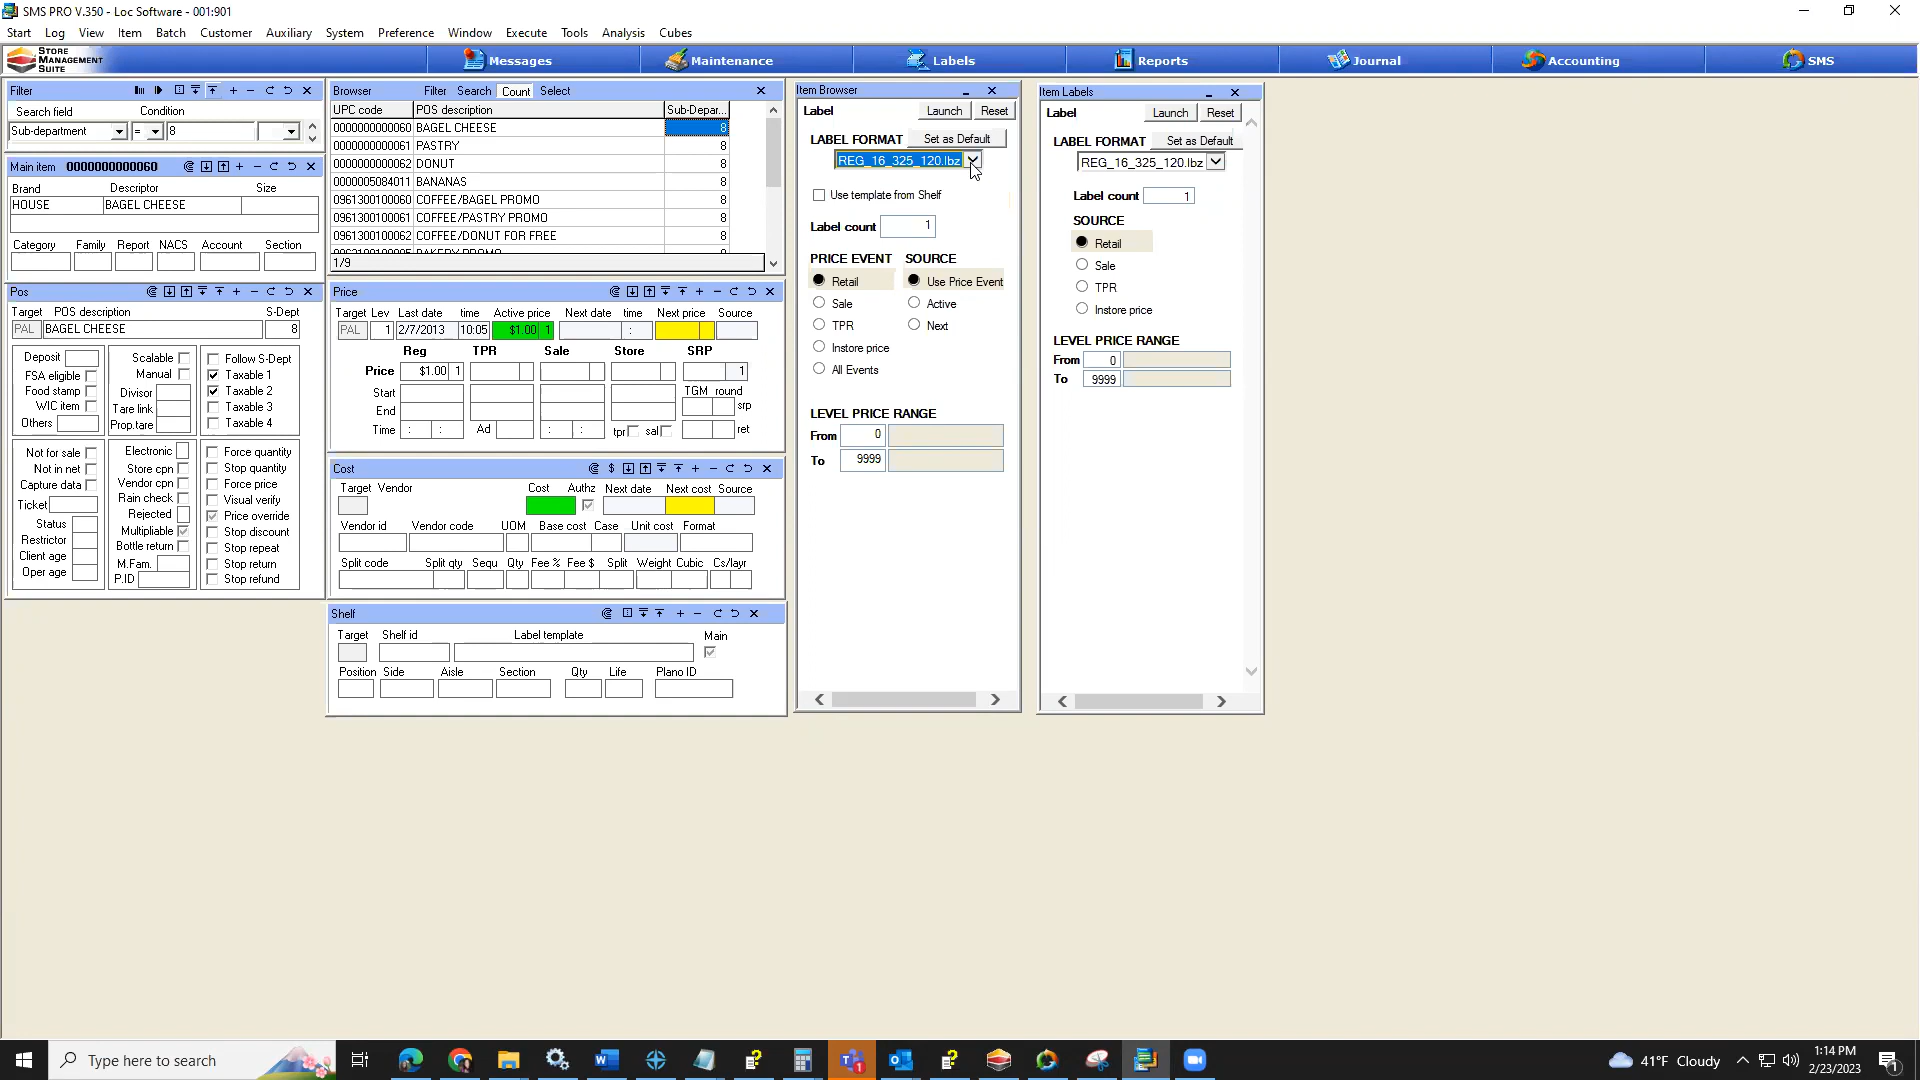 SMS PRO V.350 - Loc Software - 001:901
Start Log View Item Batch Customer Auxiliary System Preference Window Execute Tools Analysis Cubes
STORE MANAGEMENT SUITE
Messages Maintenance Labels Reports Journal Accounting SMS
Filter
Search field Condition
Sub-department = 8
Main item 0000000000060
Brand Descriptor Size
HOUSE BAGEL CHEESE
Category Family Report NACS Account Section
Pos
Target POS description S-Dept
PAL BAGEL CHEESE 8
Deposit
FSA eligible
Food stamp
WIC item
Others
Scalable
Manual
Divisor
Tare link
Prop.tare
Follow S-Dept
Taxable 1
Taxable 2
Taxable 3
Taxable 4
Not for sale
Not in net
Capture data
Ticket
Status
Restrictor
Client age
Oper age
Electronic
Store cpn
Vendor cpn
Rain check
Rejected
Multipliable
Bottle return
M.Fam.
P.ID
Force quantity
Stop quantity
Force price
Visual verify
Price override
Stop discount
Stop repeat
Stop return
Stop refund
Browser Filter Search Count Select
UPC code POS description Sub-Depar...
0000000000060 BAGEL CHEESE 8
0000000000061 PASTRY 8
0000000000062 DONUT 8
0000005084011 BANANAS 8
0961300100060 COFFEE/BAGEL PROMO 8
0961300100061 COFFEE/PASTRY PROMO 8
0961300100062 COFFEE/DONUT FOR FREE 8
1/9
Price
Target Lev Last date time Active price Next date time Next price Source
PAL 1 2/7/2013 10:05 $1.00 1 :
Reg TPR Sale Store SRP
Price $1.00 1 1
Start TGM round
End srp
Time : : Ad : : tpr sal ret
Cost
Target Vendor Cost Authz Next date Next cost Source
Vendor id Vendor code UOM Base cost Case Unit cost Format
Split code Split qty Sequ Qty Fee % Fee $ Split Weight Cubic Cs/layr
Shelf
Target Shelf id Label template Main
Position Side Aisle Section Qty Life Plano ID
Item Browser
Label Launch Reset
LABEL FORMAT Set as Default
REG_16_325_120.lbz
Use template from Shelf
Label count 1
PRICE EVENT SOURCE
Retail Use Price Event
Sale Active
TPR Next
Instore price
All Events
LEVEL PRICE RANGE
From 0
To 9999
Item Labels
Label Launch Reset
LABEL FORMAT Set as Default
REG_16_325_120.lbz
Label count 1
SOURCE
Retail
Sale
TPR
Instore price
LEVEL PRICE RANGE
From 0
To 9999
Type here to search
41°F Cloudy
1:14 PM
2/23/2023